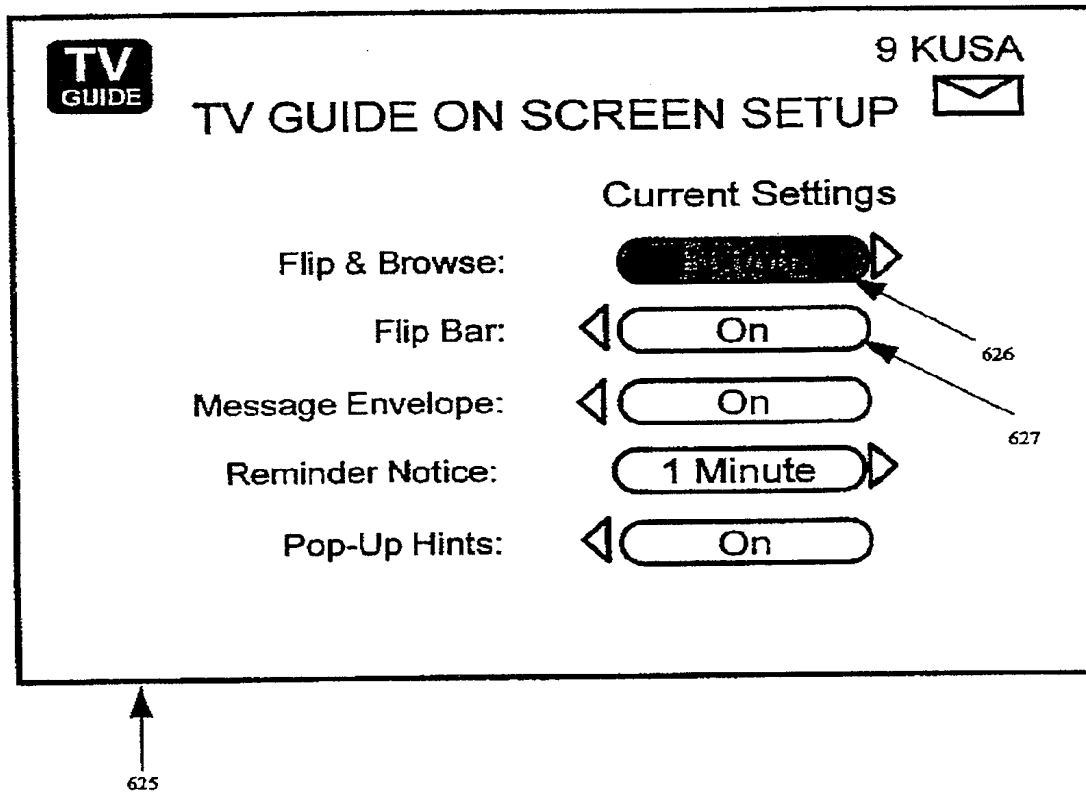 TV
GUIDE
9 KUSA
TV GUIDE ON SCREEN SETUP
Current Settings
Flip & Browse:
Flip Bar: On
626
Message Envelope: On
627
Reminder Notice: 1 Minute
Pop-Up Hints: On
625